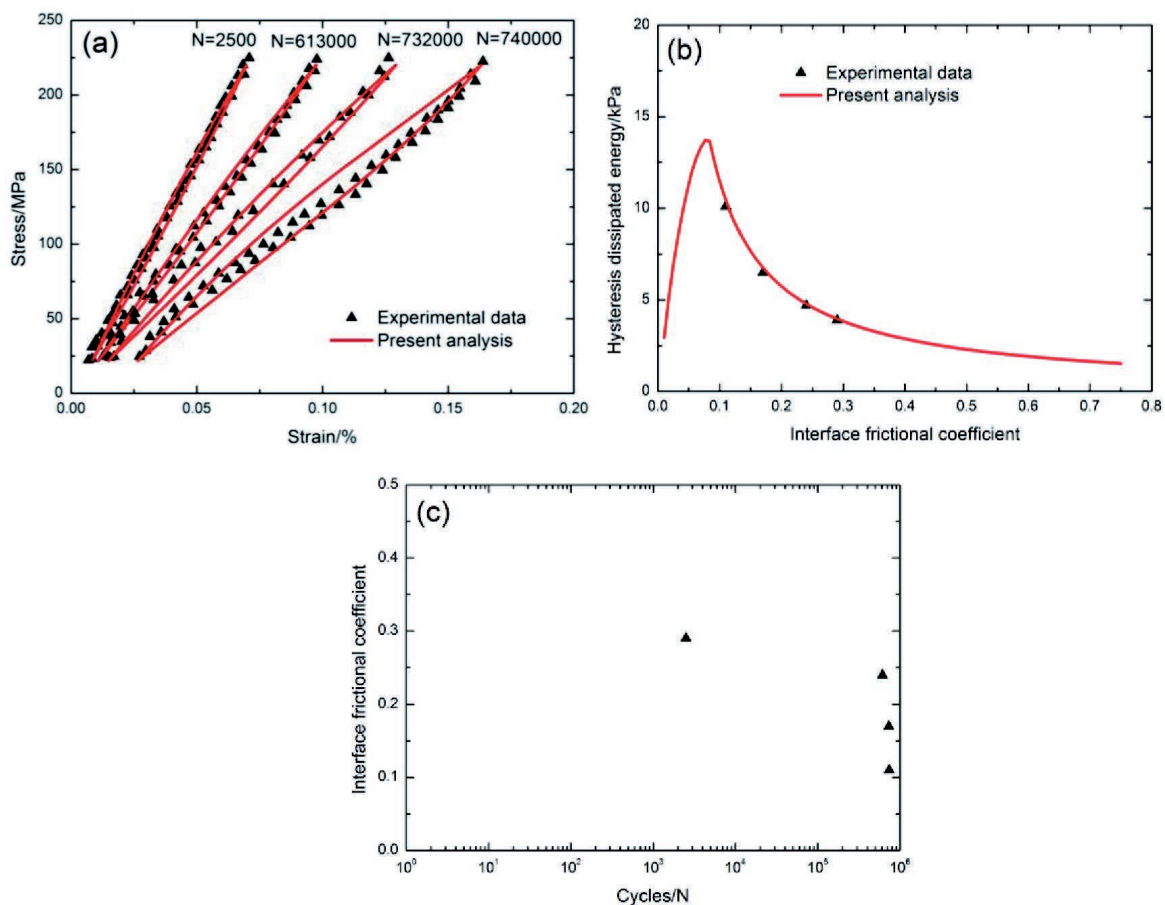 (a)
N=2500 N=613000 N=732000 N=740000
250
200
150
100
50
0
Stress/MPa
Experimental data
Present analysis
0.00 0.05 0.10 0.15 0.20
Strain/%
(b)
20
15
10
5
0
Hysteresis dissipated energy/kPa
Experimental data
Present analysis
0.0 0.1 0.2 0.3 0.4 0.5 0.6 0.7 0.8
Interface frictional coefficient
(c)
0.5
0.4
0.3
0.2
0.1
0.0
Interface frictional coefficient
10⁰ 10¹ 10² 10³ 10⁴ 10⁵ 10⁶
Cycles/N